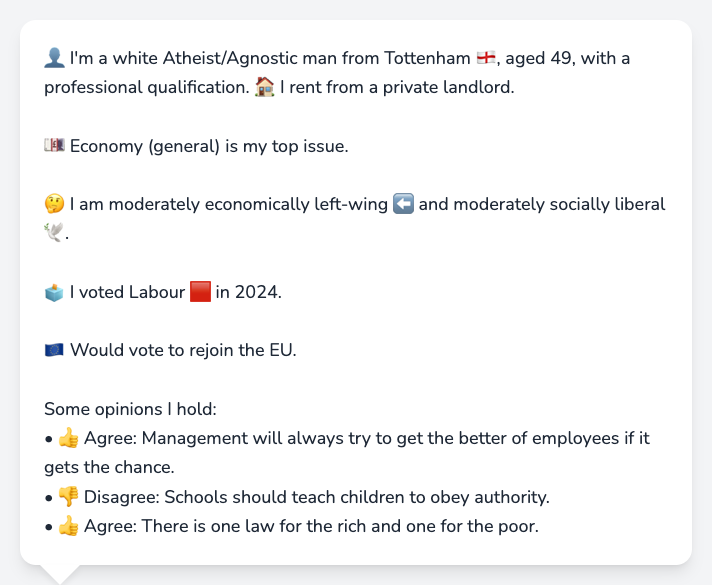 👤 I'm a white Atheist/Agnostic man from Tottenham 🏴󠁧󠁢󠁥󠁮󠁧󠁿, aged 49, with a
professional qualification. 🏠 I rent from a private landlord.
💷 Economy (general) is my top issue.
🤔 I am moderately economically left-wing ⬅️ and moderately socially liberal
🕊️.
🗳️ I voted Labour 🟥 in 2024.
🇪🇺 Would vote to rejoin the EU.
Some opinions I hold:
• 👍 Agree: Management will always try to get the better of employees if it
gets the chance.
• 👎 Disagree: Schools should teach children to obey authority.
• 👍 Agree: There is one law for the rich and one for the poor.